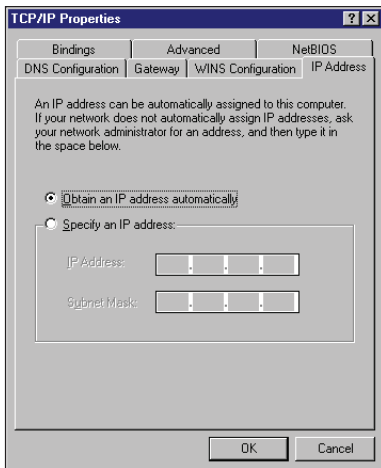 TCP/IP Properties
Bindings Advanced NetBIOS
DNS Configuration Gateway WINS Configuration IP Address
An IP address can be automatically assigned to this computer.
If your network does not automatically assign IP addresses, ask
your network administrator for an address, and then type it in
the space below.
Obtain an IP address automatically
Specify an IP address:
IP Address:
Subnet Mask:
OK Cancel